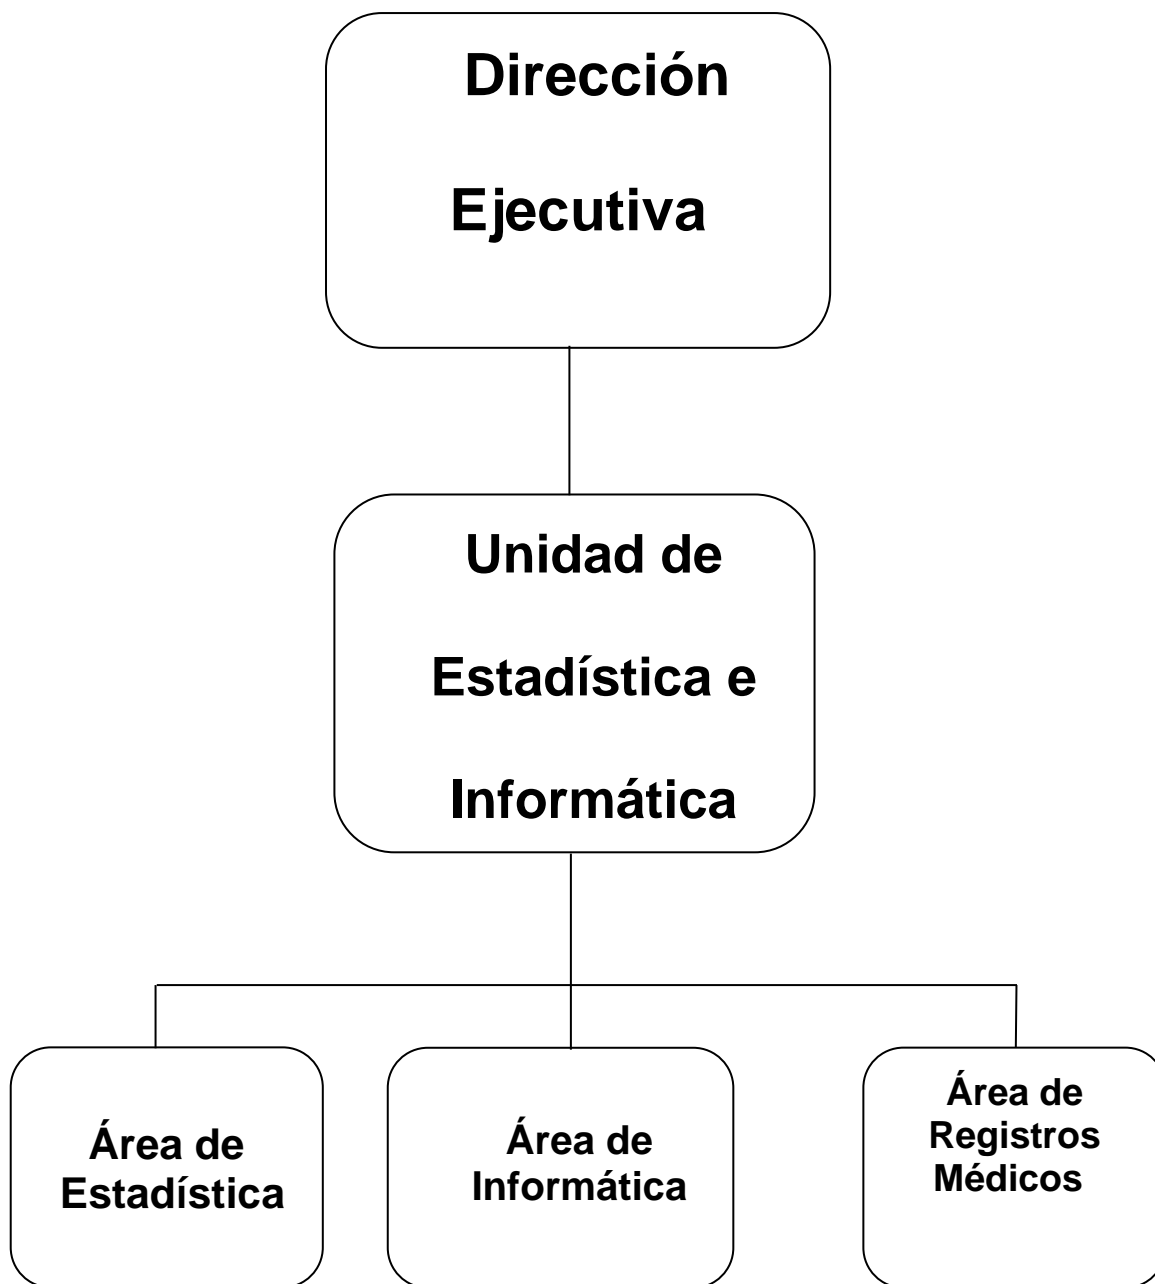 Dirección
Ejecutiva
Unidad de
Estadística e
Informática
Área de
Estadística
Área de
Informática
Área de
Registros
Médicos